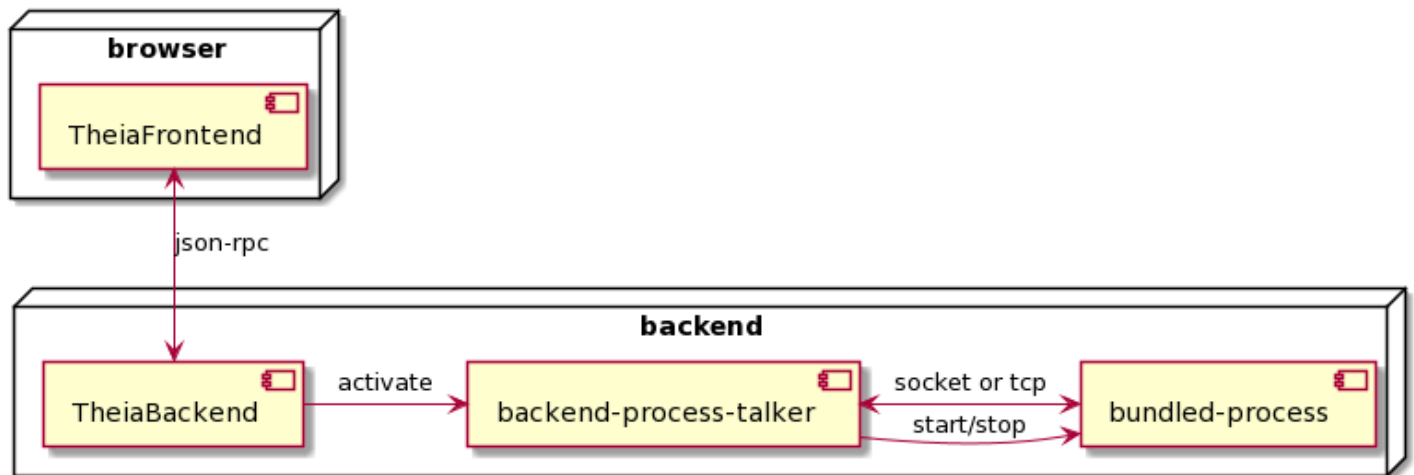 browser
TheiaFrontend
json-rpc
backend
TheiaBackend
activate
backend-process-talker
socket or tcp
start/stop
bundled-process